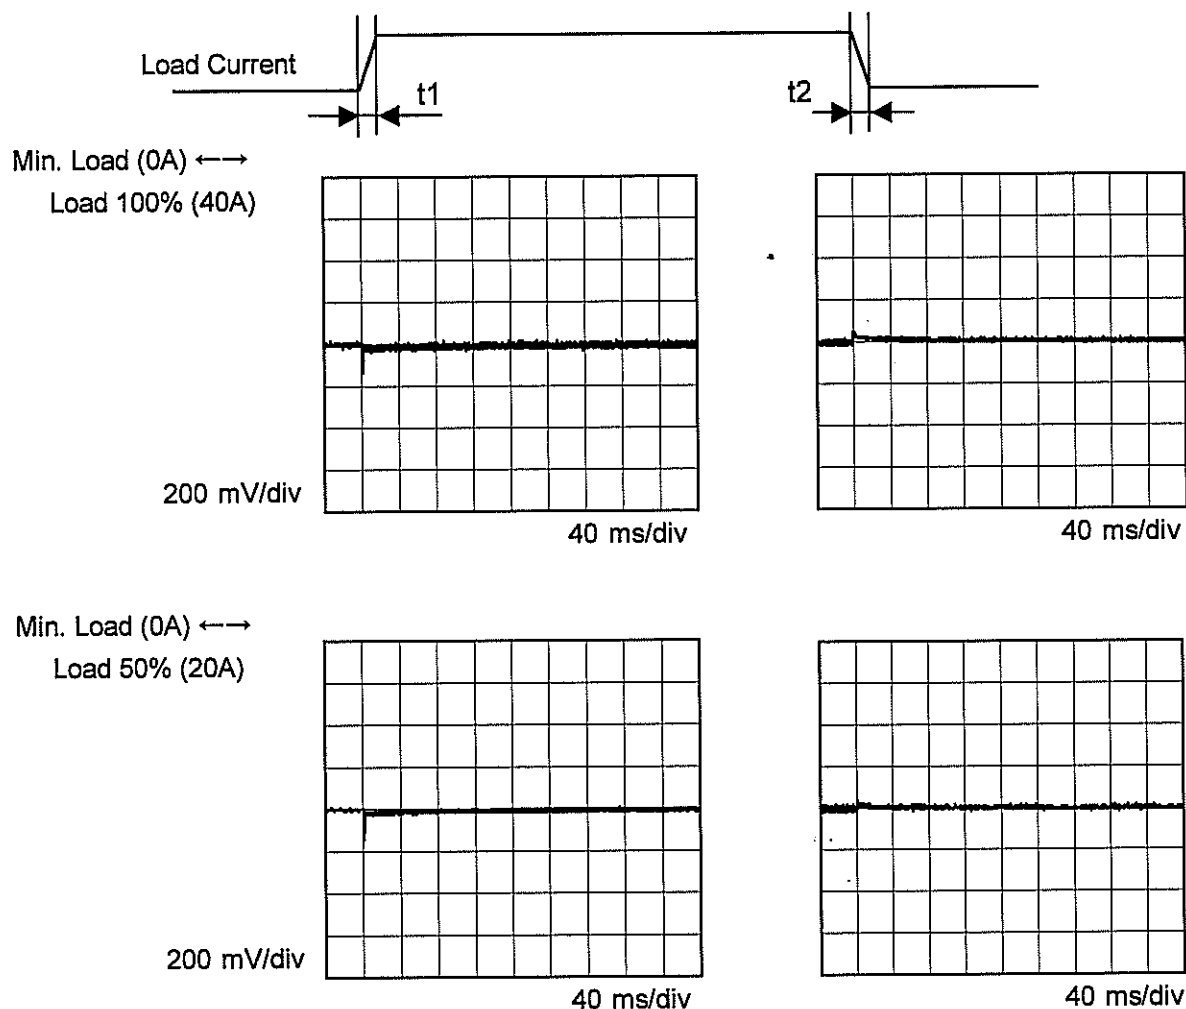 Load Current
t1
t2
Min. Load (0A) ←→
Load 100% (40A)
200 mV/div
40 ms/div
40 ms/div
Min. Load (0A) ←→
Load 50% (20A)
200 mV/div
40 ms/div
40 ms/div